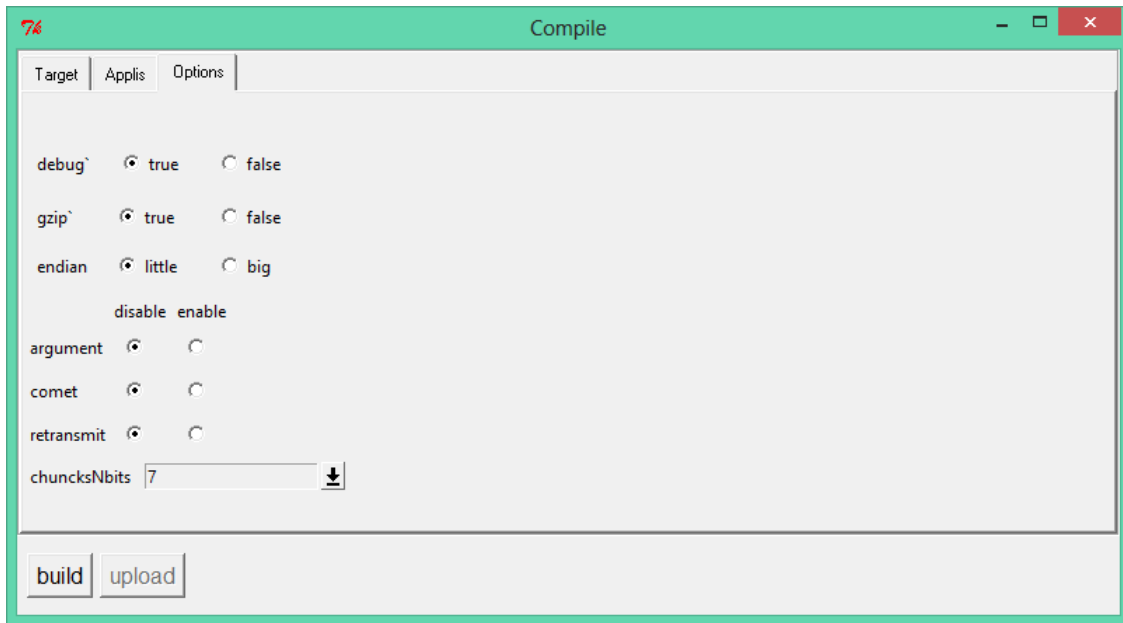 Tk Compile
Target Applis Options
debug` true false
gzip` true false
endian little big
disable enable
argument
comet
retransmit
chuncksNbits 7
build upload